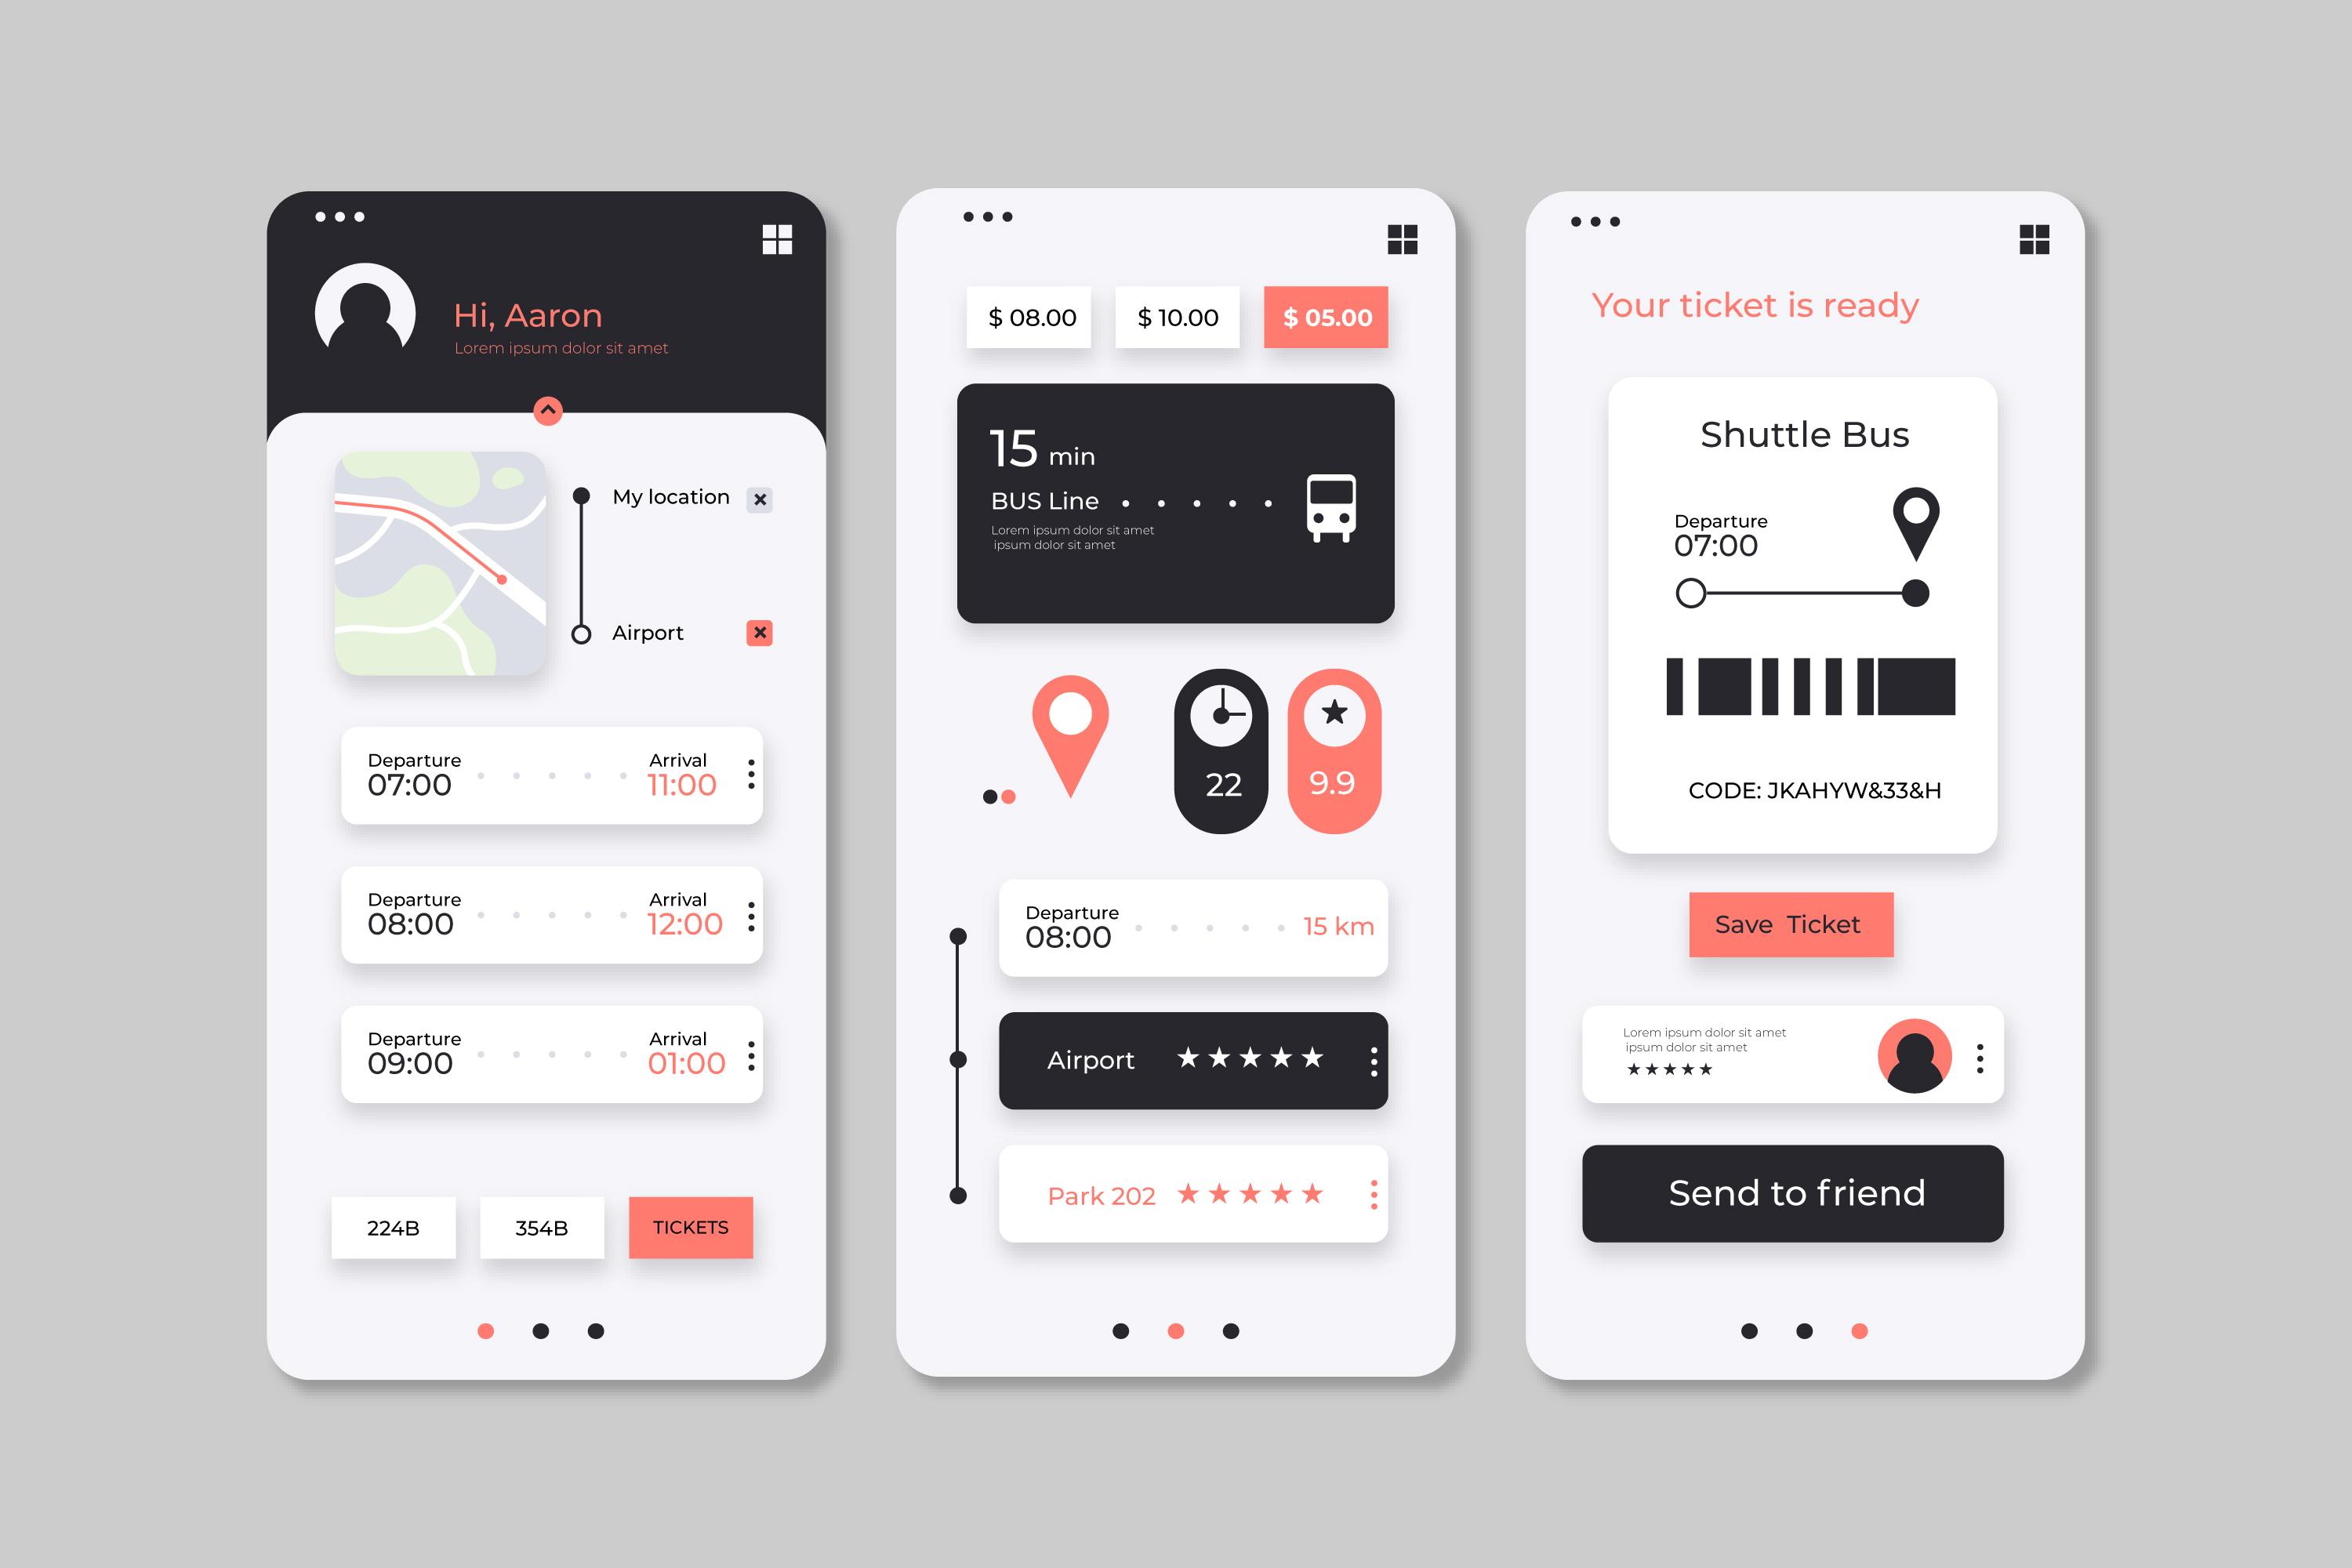 Hi, Aaron
Lorem ipsum dolor sit amet
My location
Airport
Departure
07:00
Arrival
11:00
Departure
08:00
Arrival
12:00
Departure
09:00
Arrival
01:00
224B
354B
TICKETS
$ 08.00
$ 10.00
$ 05.00
15 min
BUS Line
Lorem ipsum dolor sit amet
ipsum dolor sit amet
22
9.9
Departure
08:00
15 km
Airport
Park 202
Your ticket is ready
Shuttle Bus
Departure
07:00
CODE: JKAHYW&33&H
Save Ticket
Lorem ipsum dolor sit amet
ipsum dolor sit amet
Send to friend